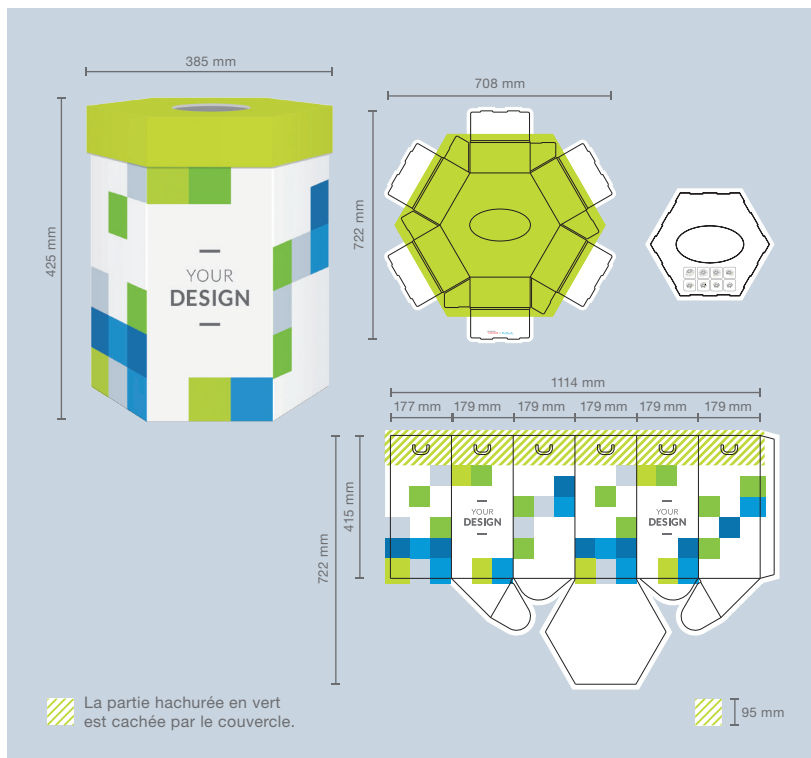 385 mm
425 mm
YOUR
DESIGN
708 mm
722 mm
1114 mm
177 mm 179 mm 179 mm 179 mm 179 mm 179 mm
415 mm
722 mm
YOUR
DESIGN
YOUR
DESIGN
La partie hachurée en vert
est cachée par le couvercle.
95 mm